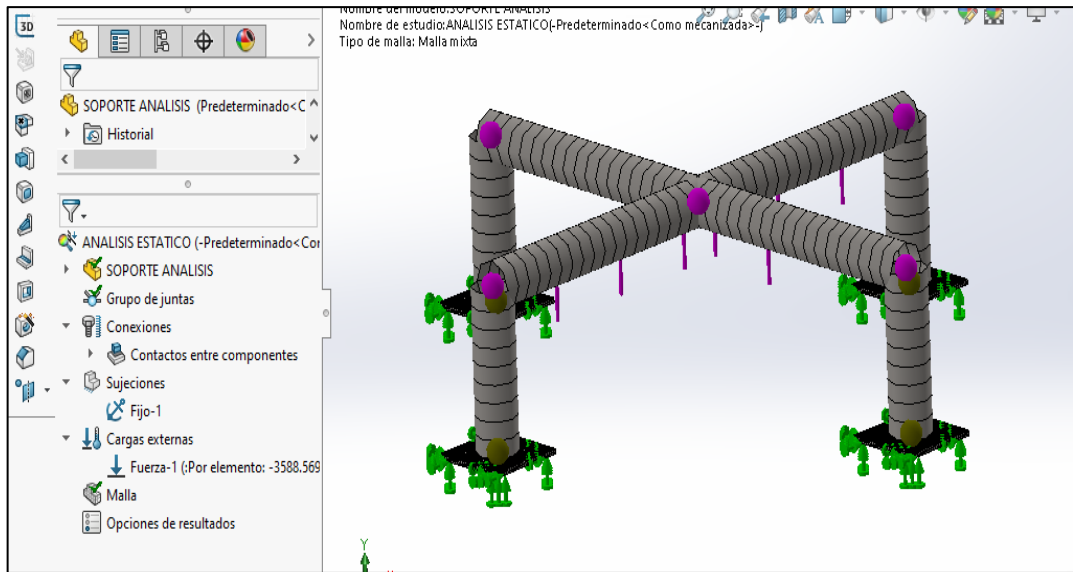 Nombre del modelo:SOPORTE ANALISIS
Nombre de estudio:ANALISIS ESTATICO(-Predeterminado<Como mecanizada>-)
Tipo de malla: Malla mixta
3D
SOPORTE ANALISIS (Predeterminado<C
Historial
ANALISIS ESTATICO (-Predeterminado<Con
SOPORTE ANALISIS
Grupo de juntas
Conexiones
Contactos entre componentes
Sujeciones
Fijo-1
Cargas externas
Fuerza-1 (:Por elemento: -3588.569
Malla
Opciones de resultados
Y